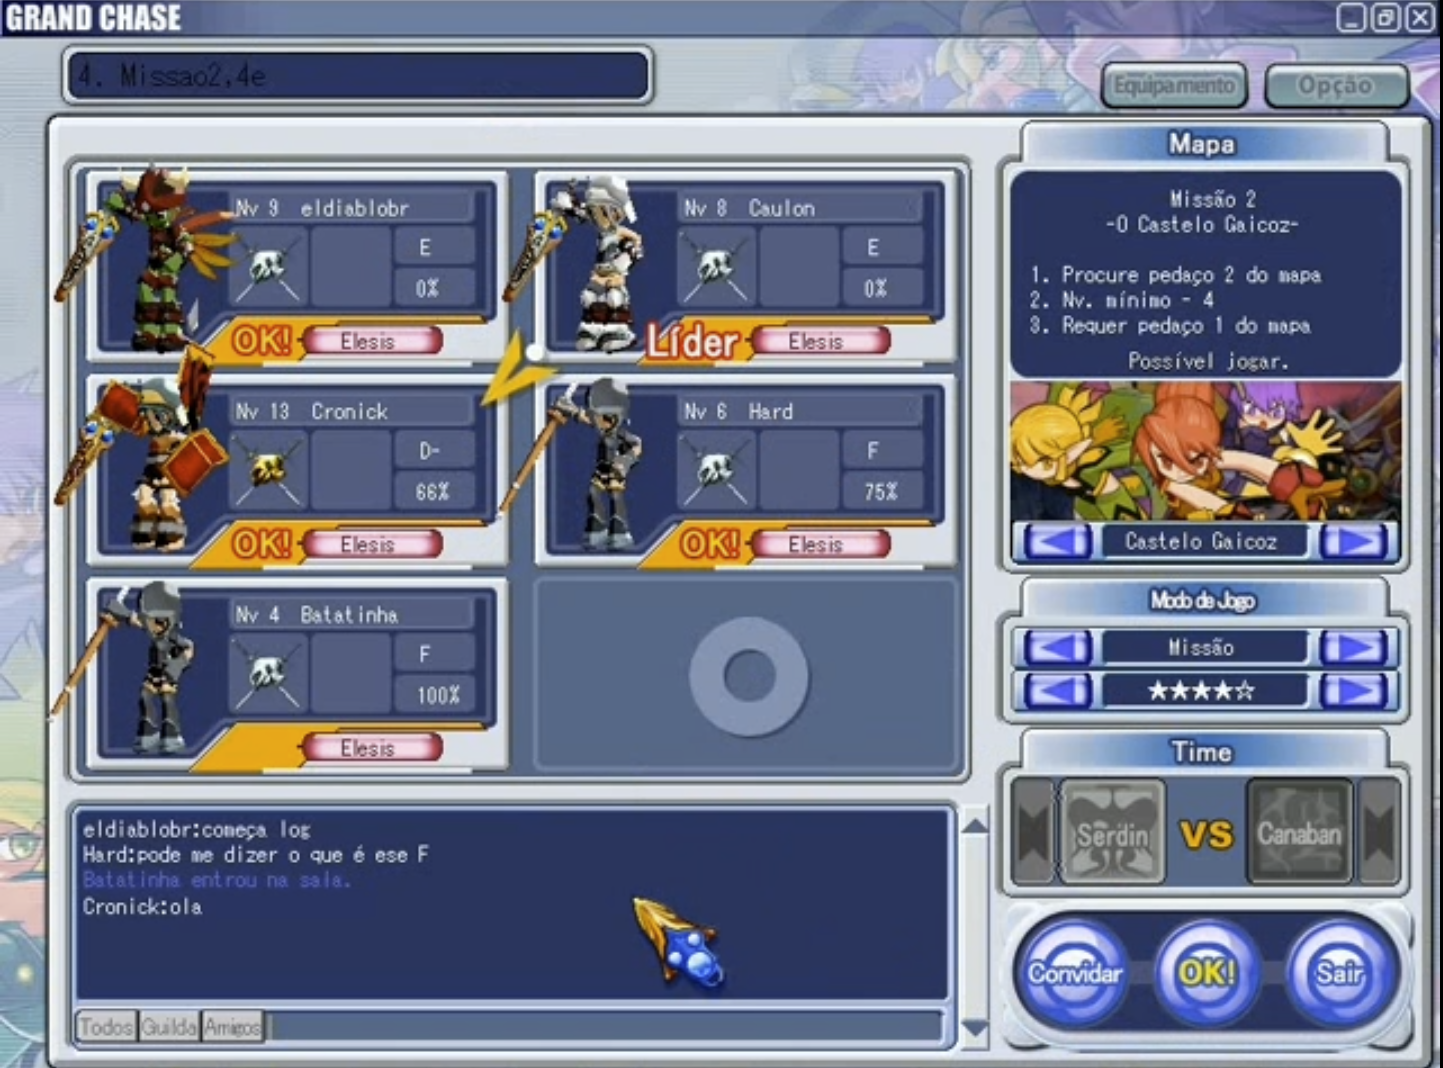 GRAND CHASE
4. Missao2,4e
Equipamento
Opção
Nv 9 eldiablobr
E
0%
OK!
Elesis
Nv 8 Caulon
E
0%
Líder
Elesis
Nv 13 Cronick
D-
66%
OK!
Elesis
Nv 6 Hard
F
75%
OK!
Elesis
Nv 4 Batatinha
F
100%
Elesis
Mapa
Missão 2
-O Castelo Gaicoz-
1. Procure pedaço 2 do mapa
2. Nv. mínimo - 4
3. Requer pedaço 1 do mapa
Possível jogar.
Castelo Gaicoz
Modo de Jogo
Missão
★★★★☆
Time
Serdin VS Canaban
eldiablobr:começa log
Hard:pode me dizer o que é ese F
Batatinha entrou na sala.
Cronick:ola
Todos Guilda Amigos
Convidar OK! Sair